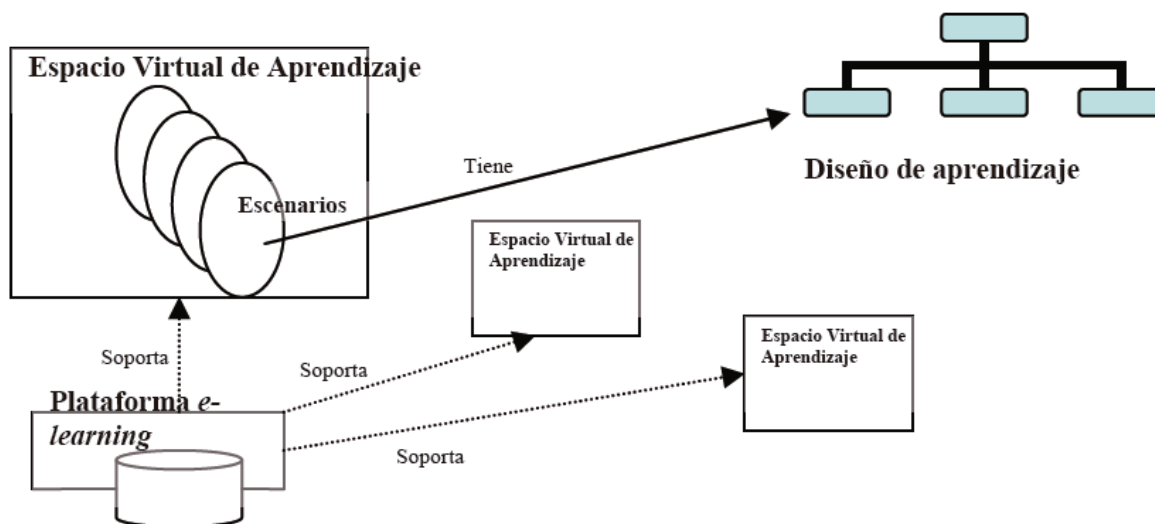 Espacio Virtual de Aprendizaje
Escenarios
Tiene
Diseño de aprendizaje
Espacio Virtual de
Aprendizaje
Espacio Virtual de
Aprendizaje
Soporta
Soporta
Soporta
Plataforma e-
learning